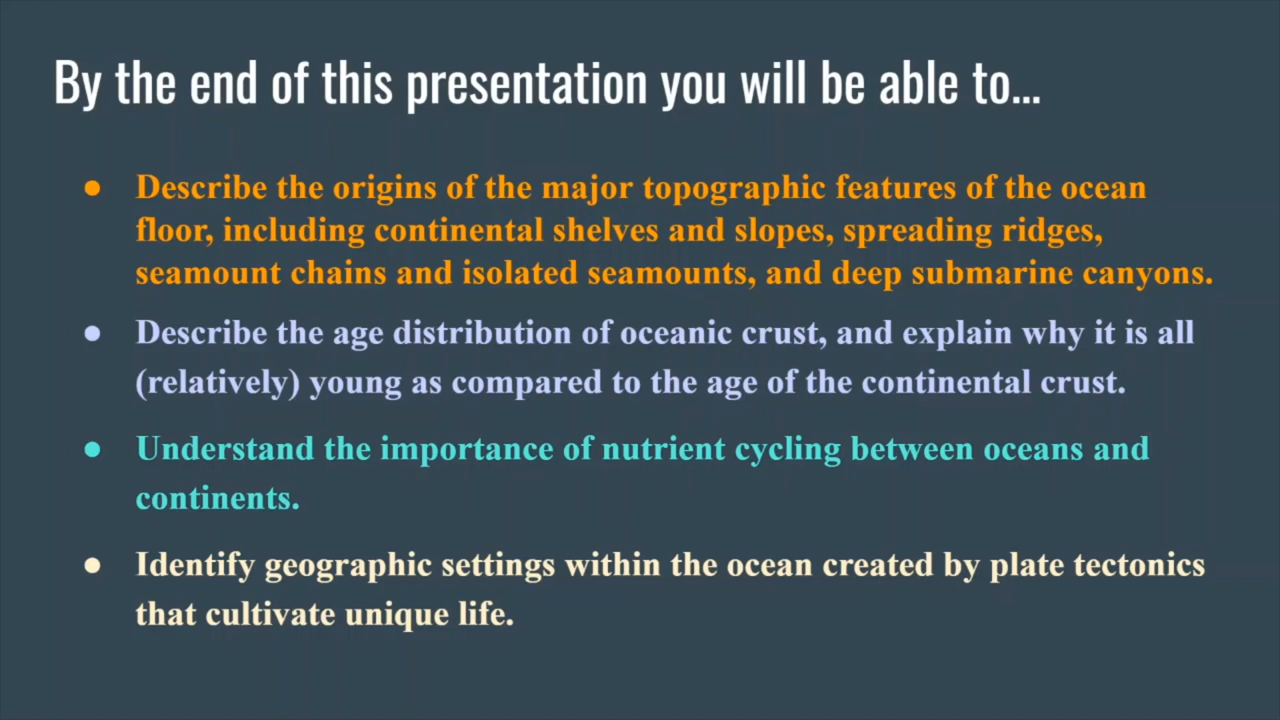 By the end of this presentation you will be able to...
● Describe the origins of the major topographic features of the ocean
floor, including continental shelves and slopes, spreading ridges,
seamount chains and isolated seamounts, and deep submarine canyons.
● Describe the age distribution of oceanic crust, and explain why it is all
(relatively) young as compared to the age of the continental crust.
● Understand the importance of nutrient cycling between oceans and
continents.
● Identify geographic settings within the ocean created by plate tectonics
that cultivate unique life.